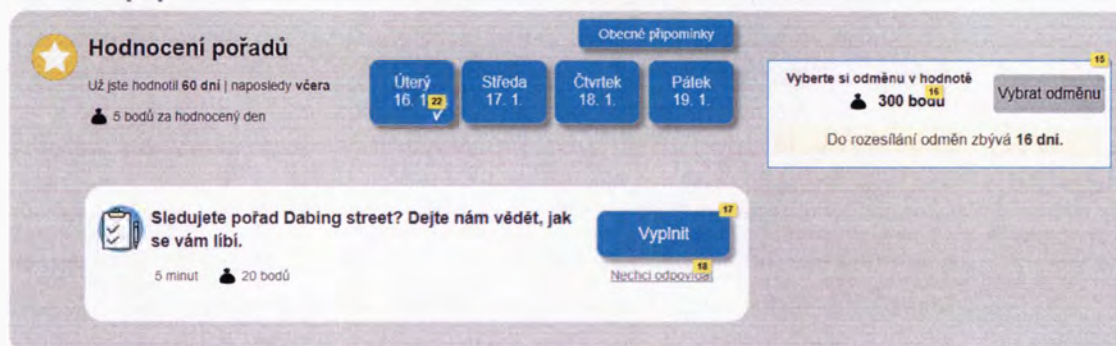 Hodnocení pořadů
Už jste hodnotil 60 dní | naposledy včera
5 bodů za hodnocený den
Obecné připomínky
Úterý
16. 1
22
Středa
17. 1.
Čtvrtek
18. 1.
Pátek
19. 1.
15
Vyberte si odměnu v hodnotě
16
300 bodů
Vybrat odměnu
Do rozesílání odměn zbývá 16 dní.
Sledujete pořad Dabing street? Dejte nám vědět, jak
se vám líbí.
5 minut 20 bodů
17
Vyplnit
18
Nechci odpovídat